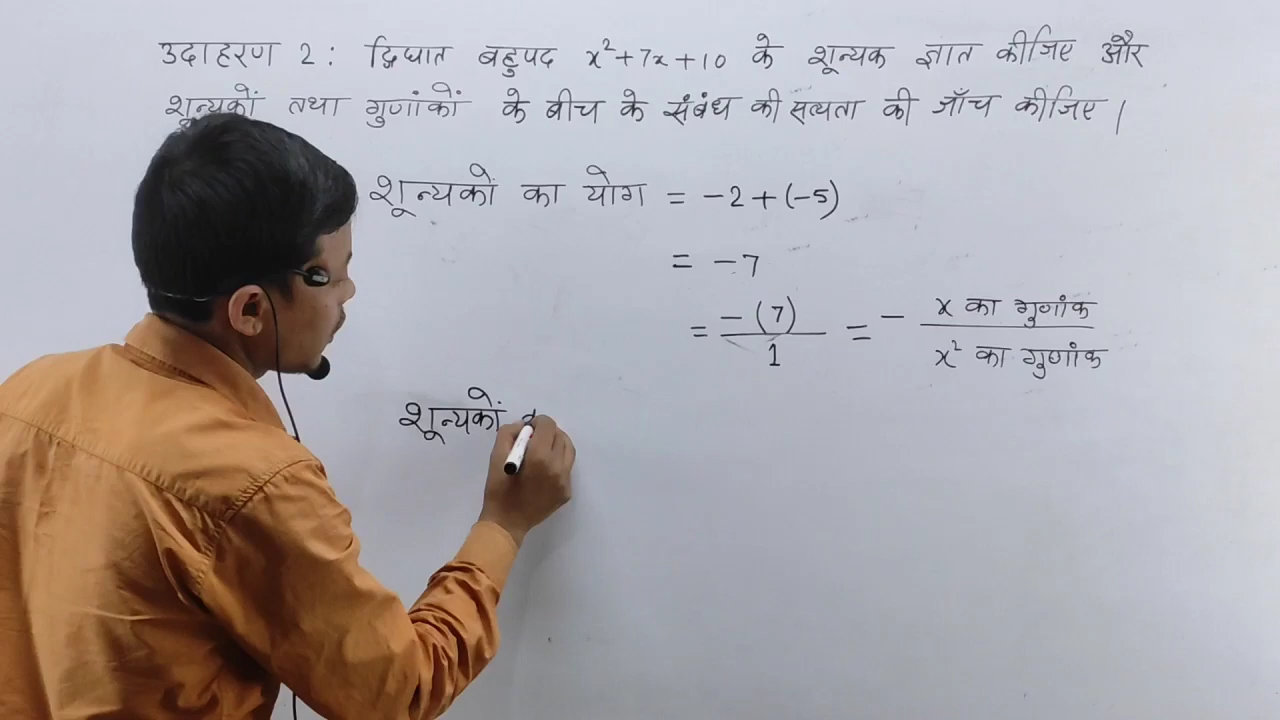 उदाहरण 2: द्विघात बहुपद x²+7x+10 के शून्यक ज्ञात कीजिए और
शून्यकों तथा गुणांकों के बीच के संबंध की सत्यता की जाँच कीजिए।
शून्यकों का योग = -2+(-5)
= -7
= -(7)/1 = - x का गुणांक/x² का गुणांक
शून्यकों